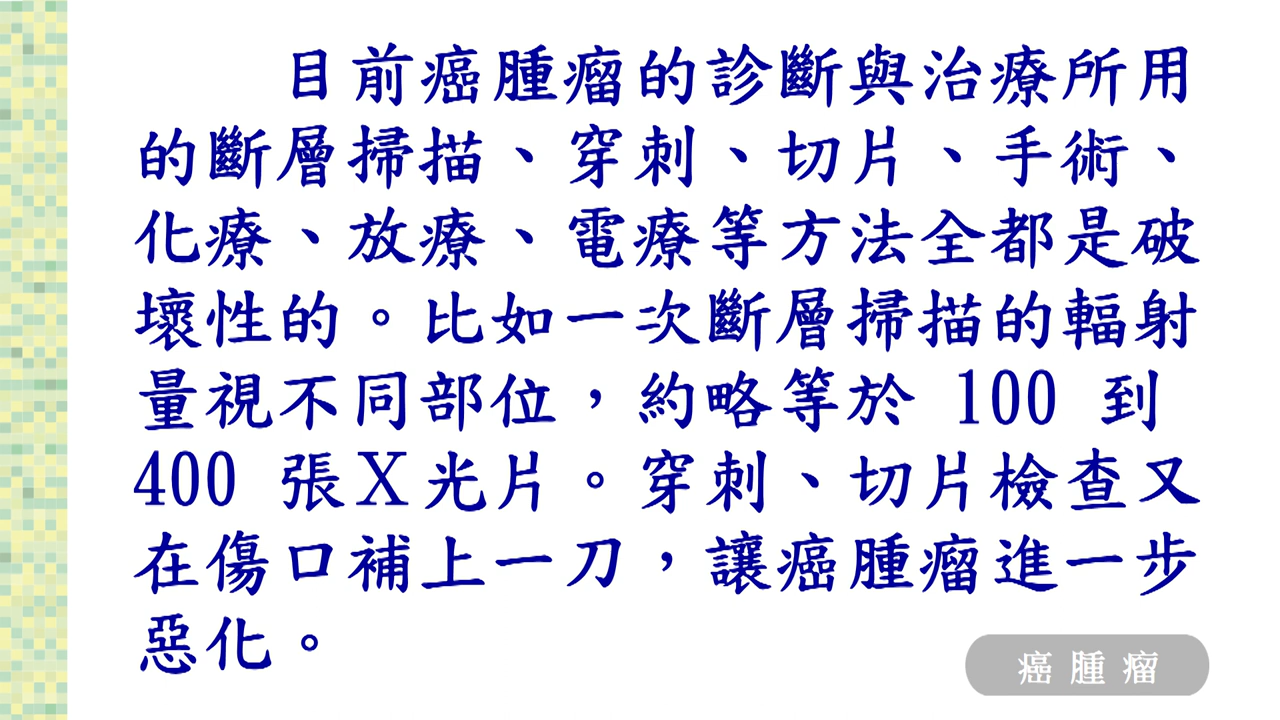 目前癌腫瘤的診斷與治療所用
的斷層掃描、穿刺、切片、手術、
化療、放療、電療等方法全都是破
壞性的。比如一次斷層掃描的輻射
量視不同部位，約略等於 100 到
400 張Ｘ光片。穿刺、切片檢查又
在傷口補上一刀，讓癌腫瘤進一步
惡化。
癌腫瘤